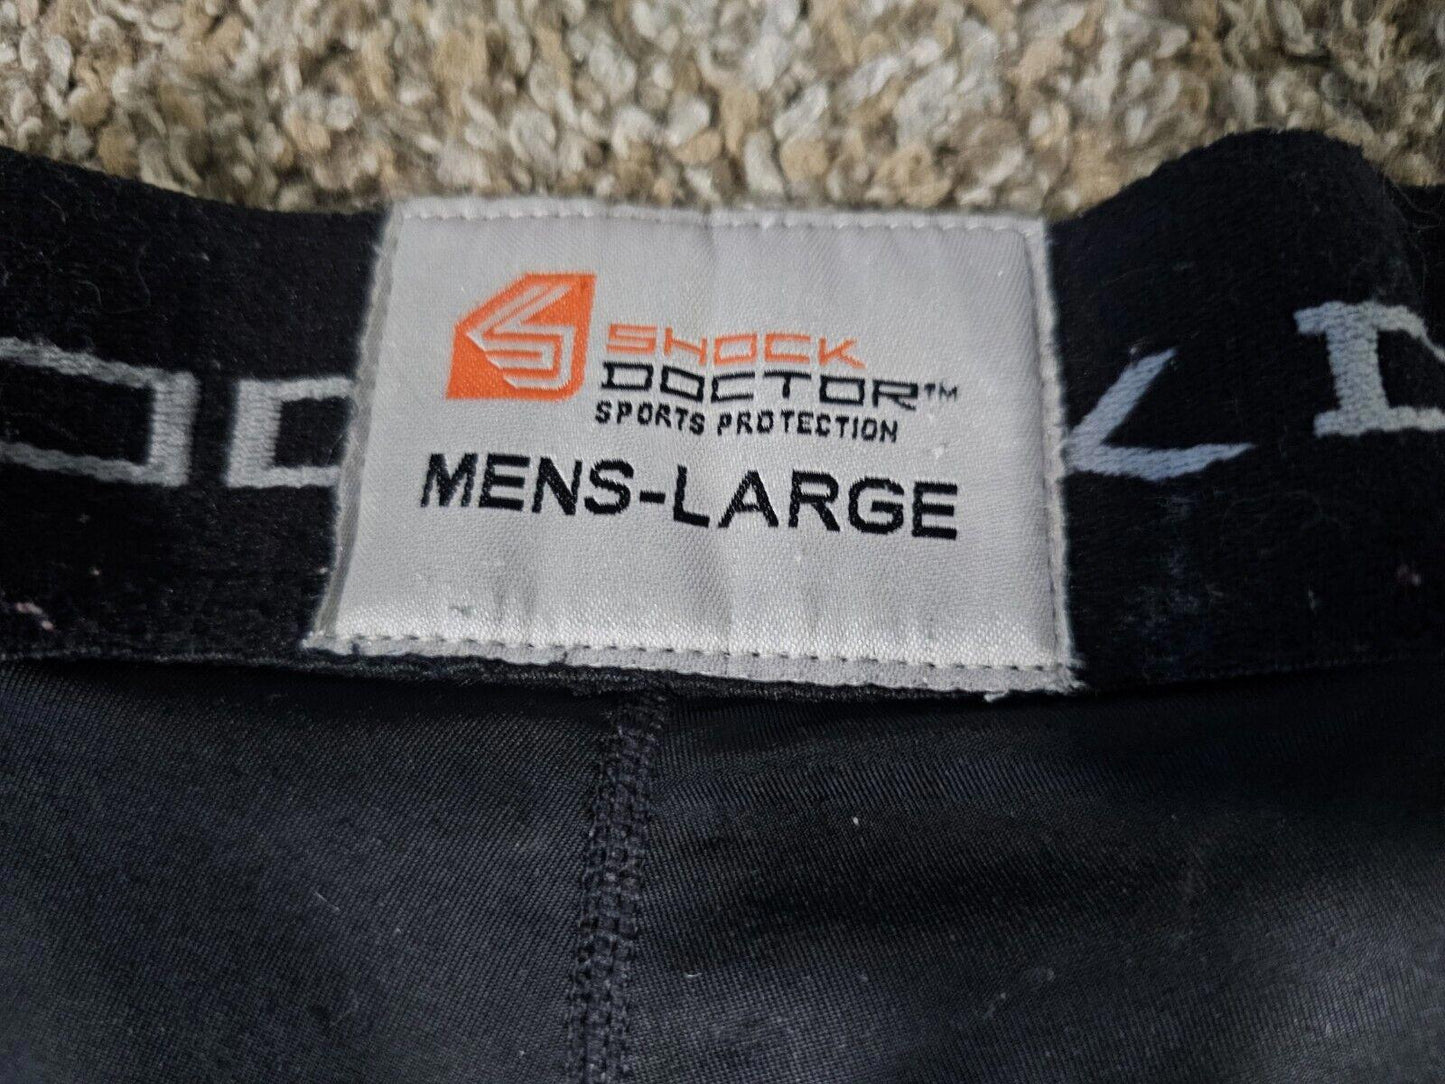 SHOCK
DOCTOR™
SPORTS PROTECTION
MENS-LARGE